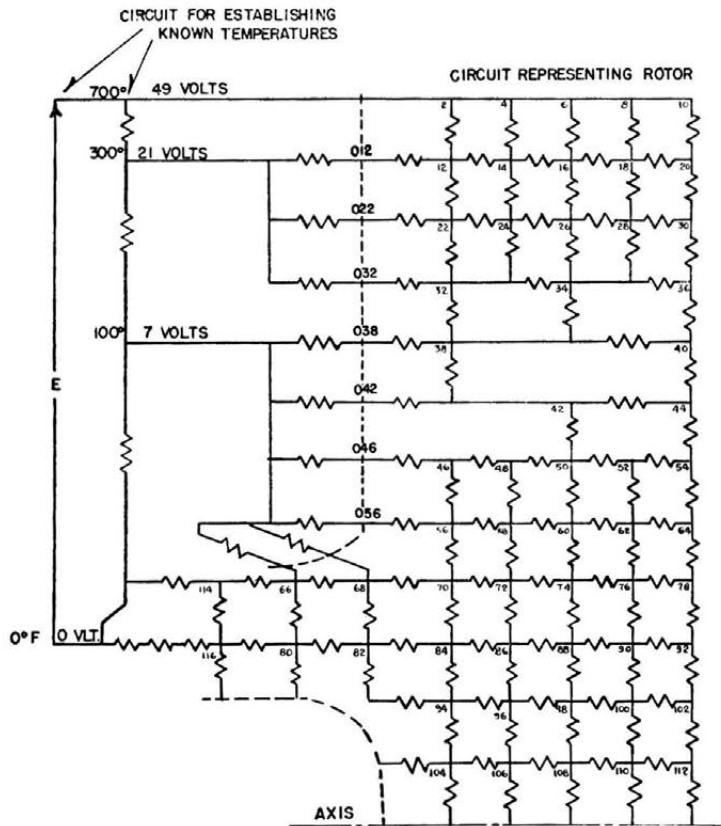 CIRCUIT FOR ESTABLISHING
KNOWN TEMPERATURES
CIRCUIT REPRESENTING ROTOR
700° 49 VOLTS
2 4 6 8 10
300° 21 VOLTS 012
12 14 16 18 20
022
22 24 26 28 30
032
32 34 36
100° 7 VOLTS 038
38 40
E
042
42 44
046
46 48 50 52 54
056
56 58 60 62 64
114 66 68 70 72 74 76 78
0°F 0 VLT.
116 80 82 84 86 88 90 92
94 96 98 100 102
104 106 108 110 112
AXIS